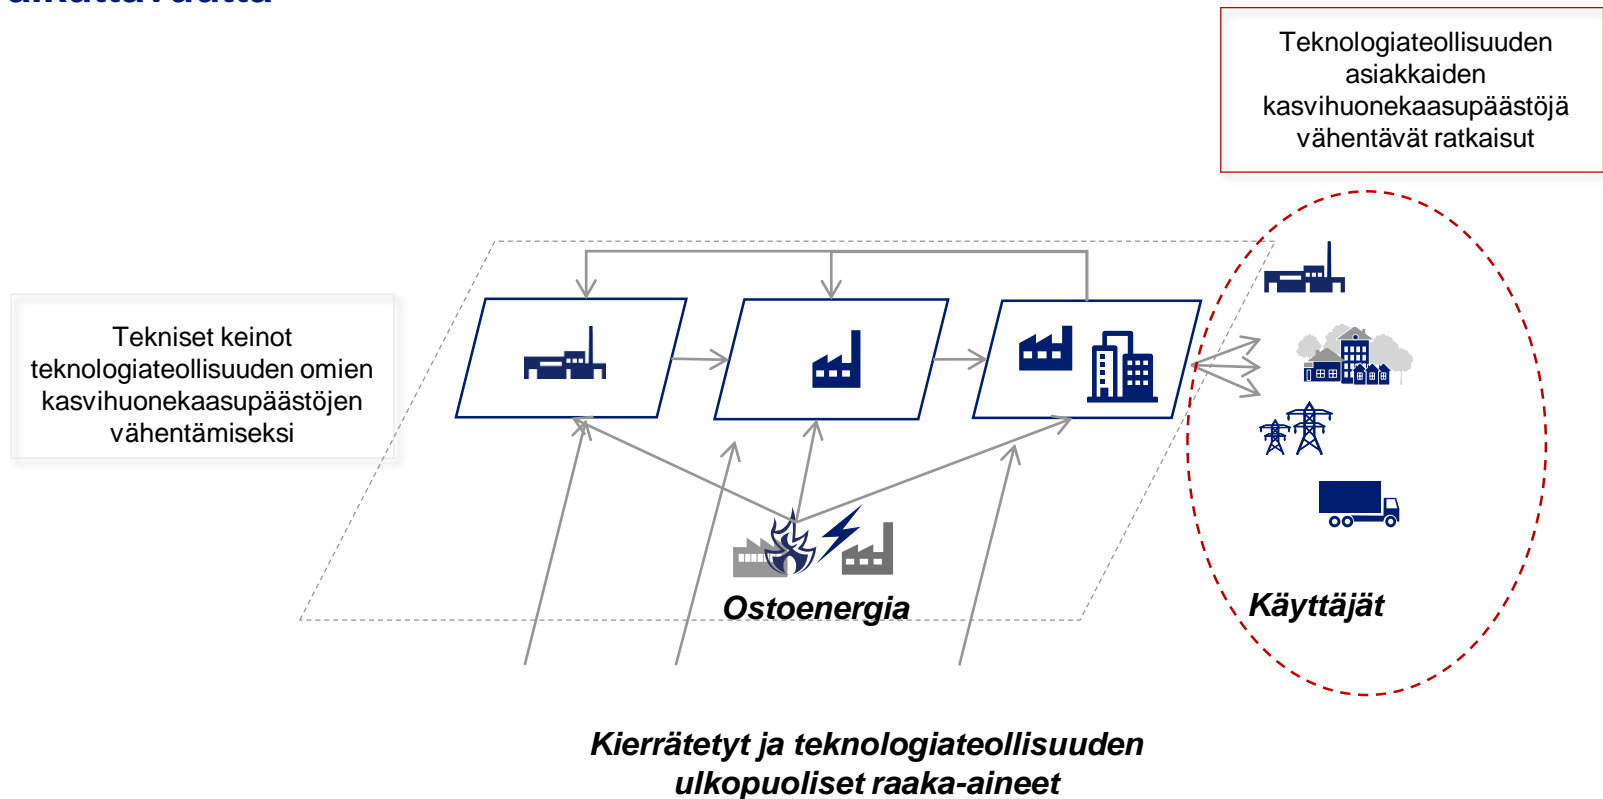 Teknologiateollisuuden
asiakkaiden
kasvihuonekaasupäästöjä
vähentävät ratkaisut
Tekniset keinot
teknologiateollisuuden omien
kasvihuonekaasupäästöjen
vähentämiseksi
Ostoenergia
Käyttäjät
Kierrätetyt ja teknologiateollisuuden
ulkopuoliset raaka-aineet